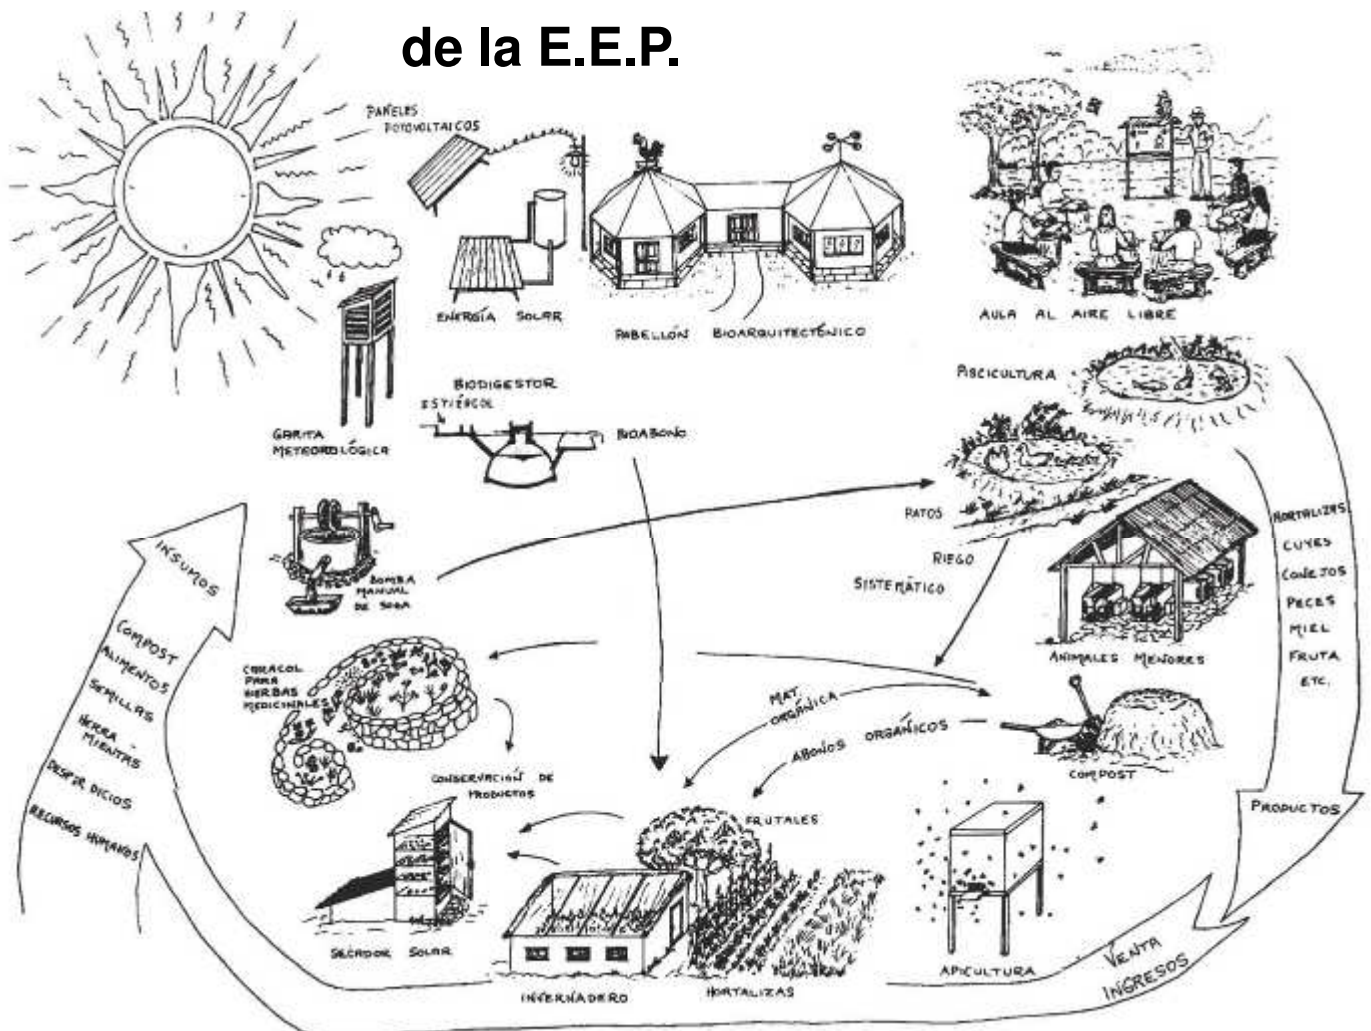 de la E.E.P.
PANELES
FOTOVOLTAICOS
ENERGÍA SOLAR
PABELLÓN BIOARQUITECTÓNICO
AULA AL AIRE LIBRE
GARITA
METEOROLÓGICA
BIODIGESTOR
ESTIÉRCOL
BIOABONO
PISCICULTURA
PATOS
RIEGO
SISTEMÁTICO
ANIMALES MENORES
HORTALIZAS
CUYES
CONEJOS
PECES
MIEL
FRUTA
ETC.
PRODUCTOS
INSUMOS
COMPOST
ALIMENTOS
SEMILLAS
HERRA-
MIENTAS
DESPERDICIOS
RECURSOS HUMANOS
BOMBA
MANUAL
DE SOGA
CARACOL
PARA
HIERBAS
MEDICINALES
MAT.
ORGÁNICA
ABONOS ORGÁNICOS
COMPOST
CONSERVACIÓN DE
PRODUCTOS
FRUTALES
SECADOR SOLAR
INVERNADERO
HORTALIZAS
APICULTURA
VENTA
INGRESOS